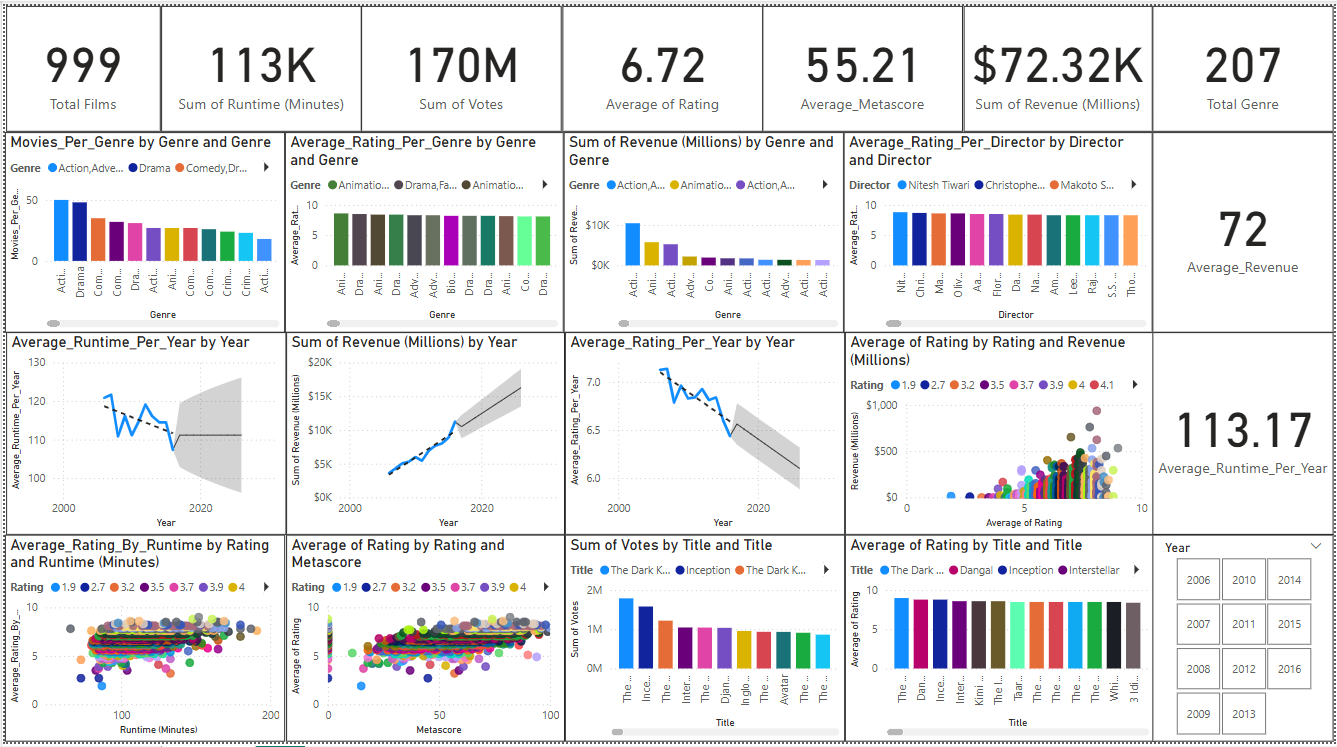 999
Total Films
113K
Sum of Runtime (Minutes)
170M
Sum of Votes
6.72
Average of Rating
55.21
Average_Metascore
$72.32K
Sum of Revenue (Millions)
207
Total Genre
Movies_Per_Genre by Genre and Genre
Genre Action,Adve... Drama Comedy,Dr...
Movies_Per_Ge...
50
0
Acti... Drama Com... Com... Dra... Acti... Ani... Com... Com... Crim... Crim... Acti...
Genre
Average_Rating_Per_Genre by Genre
and Genre
Genre Animatio... Drama,Fa... Animatio...
Average_Rat...
10
5
0
Ani... Dra... Ani... Dra... Adv... Adv... Bio... Dra... Dra... Ani... Co... Dra...
Genre
Sum of Revenue (Millions) by Genre and
Genre
Genre Action,A... Animatio... Action,A...
Sum of Reve...
$10K
$0K
Acti... Ani... Acti... Adv... Co... Ani... Acti... Acti... Adv... Acti... Acti...
Genre
Average_Rating_Per_Director by Director
and Director
Director Nitesh Tiwari Christophe... Makoto S...
Average_Rat...
10
5
0
Nit... Chri... Ma... Oliv... Aa... Flor... Da... Na... Am... Lee... Raj... S.S. ... Tho...
Director
72
Average_Revenue
Average_Runtime_Per_Year by Year
Average_Runtime_Per_Year
130
120
110
100
2000 2020
Year
Sum of Revenue (Millions) by Year
Sum of Revenue (Millions)
$20K
$15K
$10K
$5K
$0K
2000 2020
Year
Average_Rating_Per_Year by Year
Average_Rating_Per_Year
7.0
6.5
6.0
2000 2020
Year
Average of Rating by Rating and Revenue
(Millions)
Rating 1.9 2.7 3.2 3.5 3.7 3.9 4 4.1
Revenue (Millions)
$1,000
$500
$0
0 5 10
Average of Rating
113.17
Average_Runtime_Per_Year
Average_Rating_By_Runtime by Rating
and Runtime (Minutes)
Rating 1.9 2.7 3.2 3.5 3.7 3.9 4
Average_Rating_By_...
10
5
0
100 200
Runtime (Minutes)
Average of Rating by Rating and
Metascore
Rating 1.9 2.7 3.2 3.5 3.7 3.9 4
Average of Rating
10
5
0
0 50 100
Metascore
Sum of Votes by Title and Title
Title The Dark K... Inception The Dark K...
Sum of Votes
2M
1M
0M
The ... Ince... The ... Inter... The ... Djan... Inglo... The ... Avatar The ... The ...
Title
Average of Rating by Title and Title
Title The Dark ... Dangal Inception Interstellar
Average of Rating
10
5
0
The ... Dan... Ince... Inter... Kimi ... The I... Taar... The ... The ... The ... The ... Whi... 3 Idi...
Title
Year
2006 2010 2014
2007 2011 2015
2008 2012 2016
2009 2013